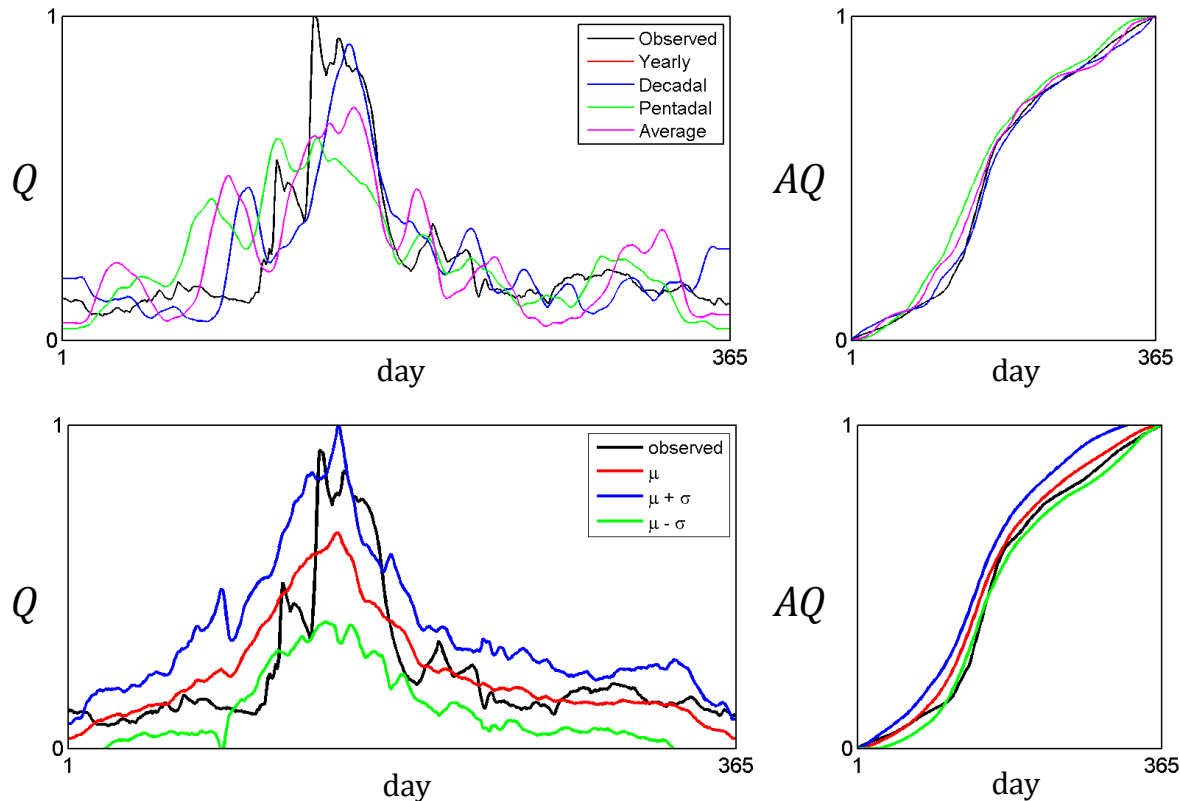 1
Q
0
1
day
365
Observed
Yearly
Decadal
Pentadal
Average
1
AQ
0
1
day
365
1
Q
0
1
day
365
observed
μ
μ + σ
μ - σ
1
AQ
0
1
day
365